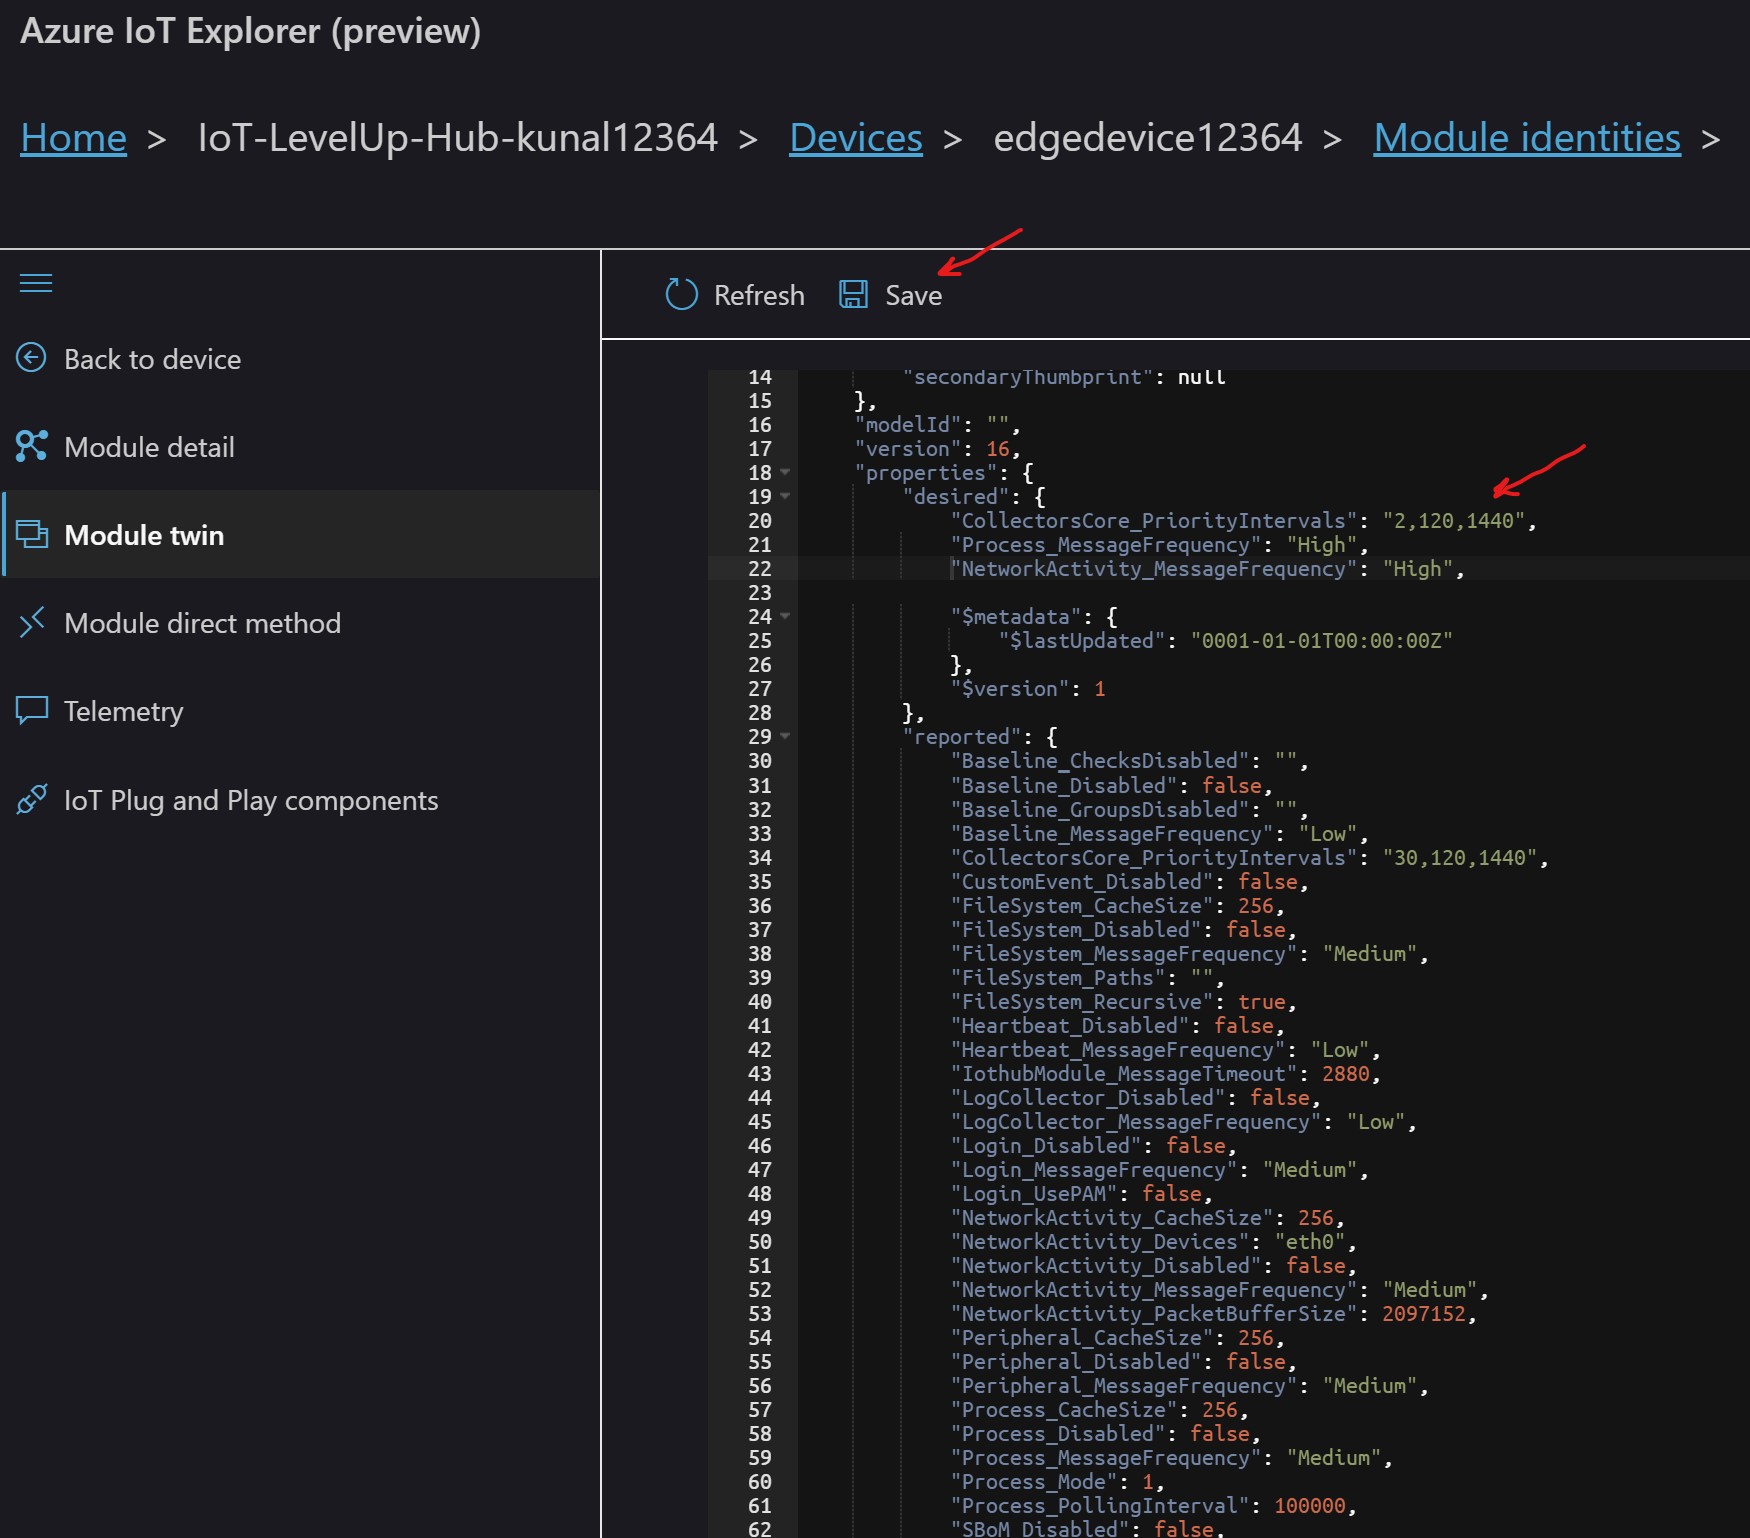 Azure IoT Explorer (preview)
Home > IoT-LevelUp-Hub-kunal12364 > Devices > edgedevice12364 > Module identities >
Back to device
Module detail
Module twin
Module direct method
Telemetry
IoT Plug and Play components
Refresh Save
14 "secondaryThumbprint": null
15 },
16 "modelId": "",
17 "version": 16,
18 "properties": {
19 "desired": {
20 "CollectorsCore_PriorityIntervals": "2,120,1440",
21 "Process_MessageFrequency": "High",
22 "NetworkActivity_MessageFrequency": "High",
23
24 "$metadata": {
25 "$lastUpdated": "0001-01-01T00:00:00Z"
26 },
27 "$version": 1
28 },
29 "reported": {
30 "Baseline_ChecksDisabled": "",
31 "Baseline_Disabled": false,
32 "Baseline_GroupsDisabled": "",
33 "Baseline_MessageFrequency": "Low",
34 "CollectorsCore_PriorityIntervals": "30,120,1440",
35 "CustomEvent_Disabled": false,
36 "FileSystem_CacheSize": 256,
37 "FileSystem_Disabled": false,
38 "FileSystem_MessageFrequency": "Medium",
39 "FileSystem_Paths": "",
40 "FileSystem_Recursive": true,
41 "Heartbeat_Disabled": false,
42 "Heartbeat_MessageFrequency": "Low",
43 "IothubModule_MessageTimeout": 2880,
44 "LogCollector_Disabled": false,
45 "LogCollector_MessageFrequency": "Low",
46 "Login_Disabled": false,
47 "Login_MessageFrequency": "Medium",
48 "Login_UsePAM": false,
49 "NetworkActivity_CacheSize": 256,
50 "NetworkActivity_Devices": "eth0",
51 "NetworkActivity_Disabled": false,
52 "NetworkActivity_MessageFrequency": "Medium",
53 "NetworkActivity_PacketBufferSize": 2097152,
54 "Peripheral_CacheSize": 256,
55 "Peripheral_Disabled": false,
56 "Peripheral_MessageFrequency": "Medium",
57 "Process_CacheSize": 256,
58 "Process_Disabled": false,
59 "Process_MessageFrequency": "Medium",
60 "Process_Mode": 1,
61 "Process_PollingInterval": 100000,
62 "SBoM_Disabled": false,